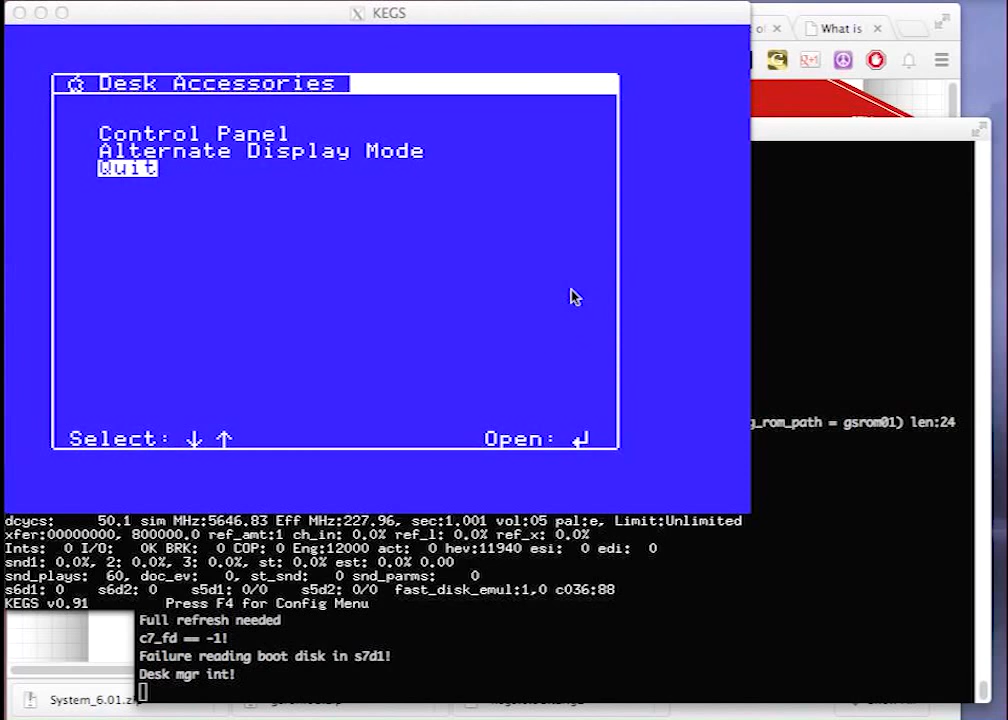 KEGS
What is
Desk Accessories
Control Panel
Alternate Display Mode
Quit
Select: ↓ ↑ Open: ↵
g_rom_path = gsrom01) len:24
dcycs: 50.1 sim MHz:5646.83 Eff MHz:227.96, sec:1.001 vol:05 pal:e, Limit:Unlimited
xfer:00000000, 800000.0 ref_amt:1 ch_in: 0.0% ref_l: 0.0% ref_x: 0.0%
Ints: 0 I/O: 0K BRK: 0 COP: 0 Eng:12000 act: 0 hev:11940 esi: 0 edi: 0
snd1: 0.0%, 2: 0.0%, 3: 0.0%, st: 0.0% est: 0.0% 0.00
snd_plays: 60, doc_ev: 0, st_snd: 0 snd_parms: 0
s6d1: 0 s6d2: 0 s5d1: 0/0 s5d2: 0/0 fast_disk_emul:1,0 c036:88
KEGS v0.91 Press F4 for Config Menu
Full refresh needed
c7_fd == -1!
Failure reading boot disk in s7d1!
Desk mgr int!
System_6.01.zip